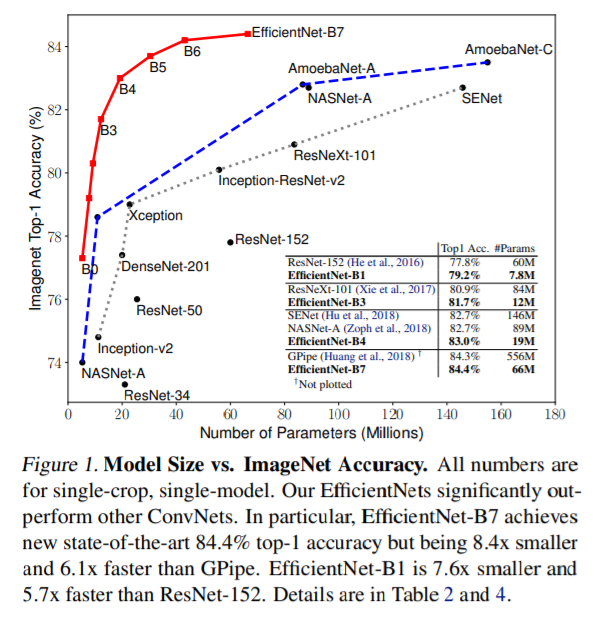 84
82
80
78
76
74
0
20
40
60
80
100
120
140
160
180
Imagenet Top-1 Accuracy (%)
Number of Parameters (Millions)
EfficientNet-B7
B6
B5
B4
B3
B0
AmoebaNet-C
AmoebaNet-A
NASNet-A
SENet
ResNeXt-101
Inception-ResNet-v2
Xception
ResNet-152
DenseNet-201
ResNet-50
Inception-v2
NASNet-A
ResNet-34
Top1 Acc. #Params
ResNet-152 (He et al., 2016) 77.8% 60M
EfficientNet-B1 79.2% 7.8M
ResNeXt-101 (Xie et al., 2017) 80.9% 84M
EfficientNet-B3 81.7% 12M
SENet (Hu et al., 2018) 82.7% 146M
NASNet-A (Zoph et al., 2018) 82.7% 89M
EfficientNet-B4 83.0% 19M
GPipe (Huang et al., 2018) † 84.3% 556M
EfficientNet-B7 84.4% 66M
†Not plotted
Figure 1. Model Size vs. ImageNet Accuracy. All numbers are
for single-crop, single-model. Our EfficientNets significantly out-
perform other ConvNets. In particular, EfficientNet-B7 achieves
new state-of-the-art 84.4% top-1 accuracy but being 8.4x smaller
and 6.1x faster than GPipe. EfficientNet-B1 is 7.6x smaller and
5.7x faster than ResNet-152. Details are in Table 2 and 4.